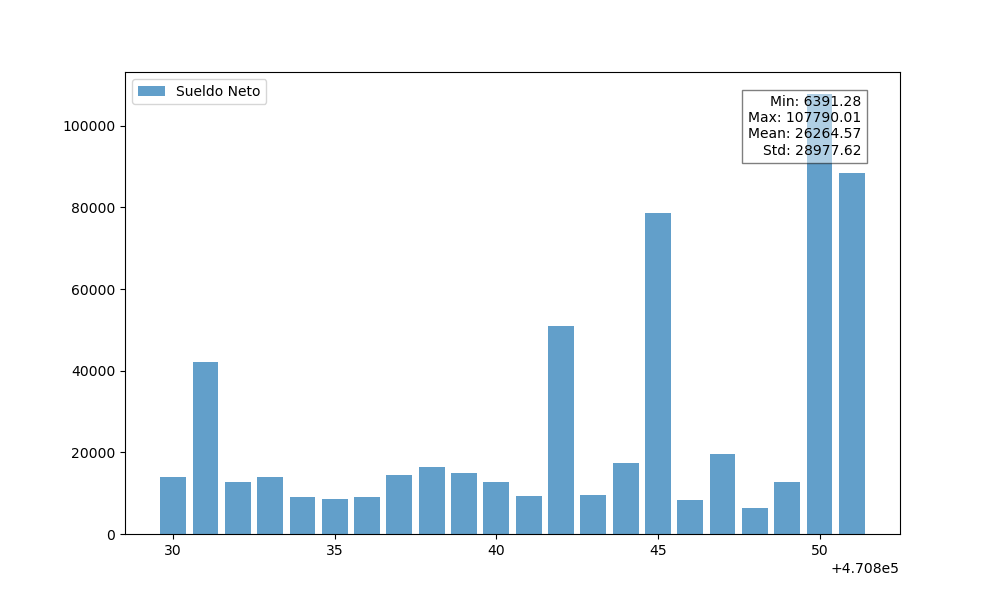 Sueldo Neto
Min: 6391.28
Max: 107790.01
Mean: 26264.57
Std: 28977.62
100000
80000
60000
40000
20000
0
30 35 40 45 50
+4.708e5